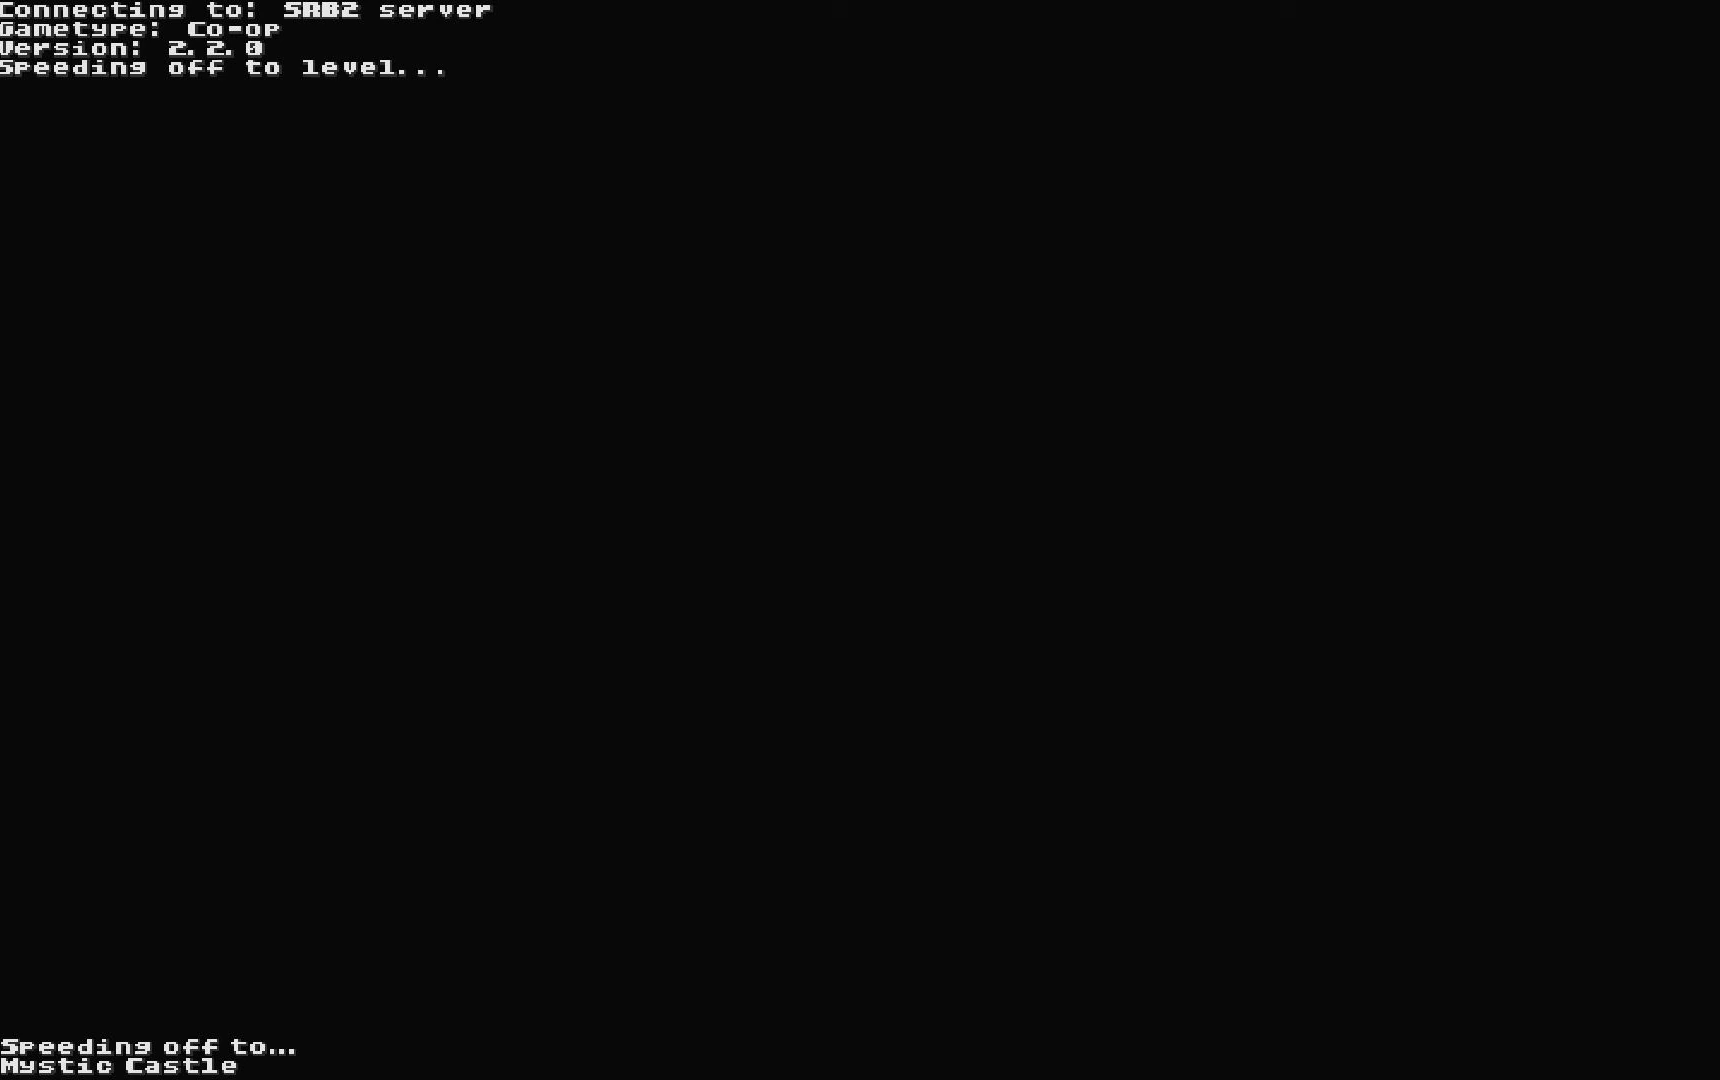 Connecting to: SRB2 server
Gametype: Co-op
Version: 2.2.0
Speeding off to level...
Speeding off to...
Mystic Castle